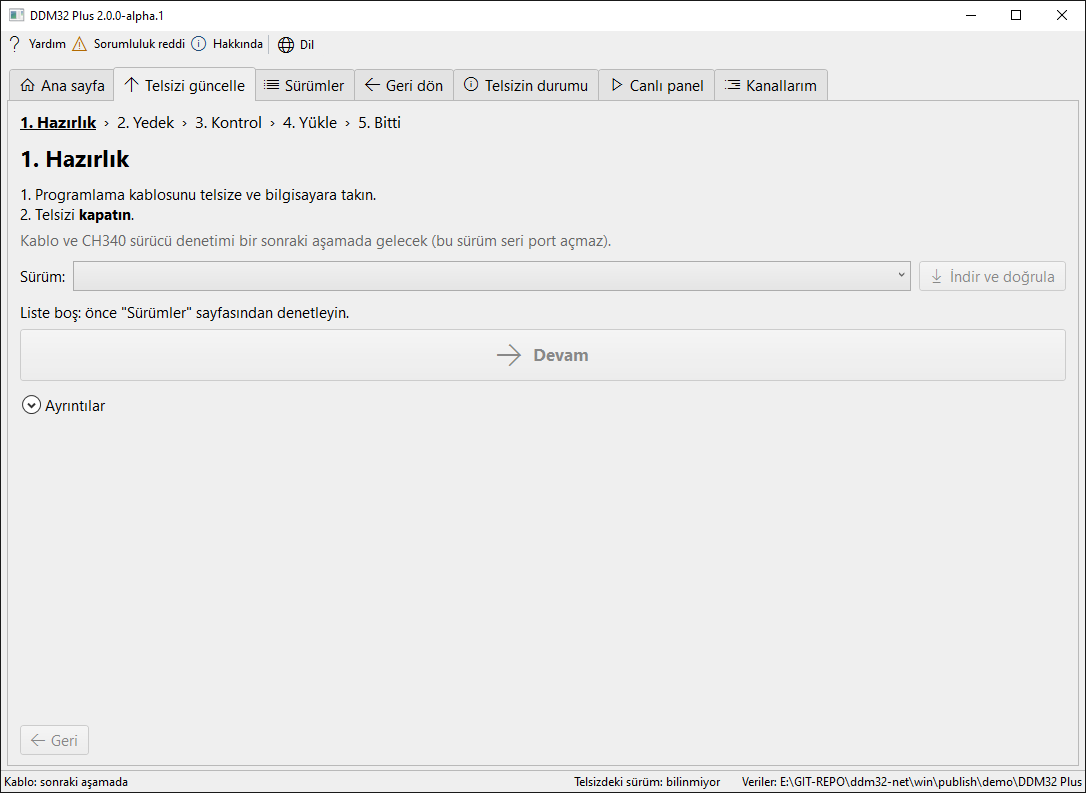 DDM32 Plus 2.0.0-alpha.1
? Yardım Sorumluluk reddi Hakkında Dil
Ana sayfa Telsizi güncelle Sürümler Geri dön Telsizin durumu Canlı panel Kanallarım
1. Hazırlık › 2. Yedek › 3. Kontrol › 4. Yükle › 5. Bitti
1. Hazırlık
1. Programlama kablosunu telsize ve bilgisayara takın.
2. Telsizi kapatın.
Kablo ve CH340 sürücü denetimi bir sonraki aşamada gelecek (bu sürüm seri port açmaz).
Sürüm: İndir ve doğrula
Liste boş: önce "Sürümler" sayfasından denetleyin.
Devam
Ayrıntılar
Geri
Kablo: sonraki aşamada Telsizdeki sürüm: bilinmiyor Veriler: E:\GIT-REPO\ddm32-net\win\publish\demo\DDM32 Plus